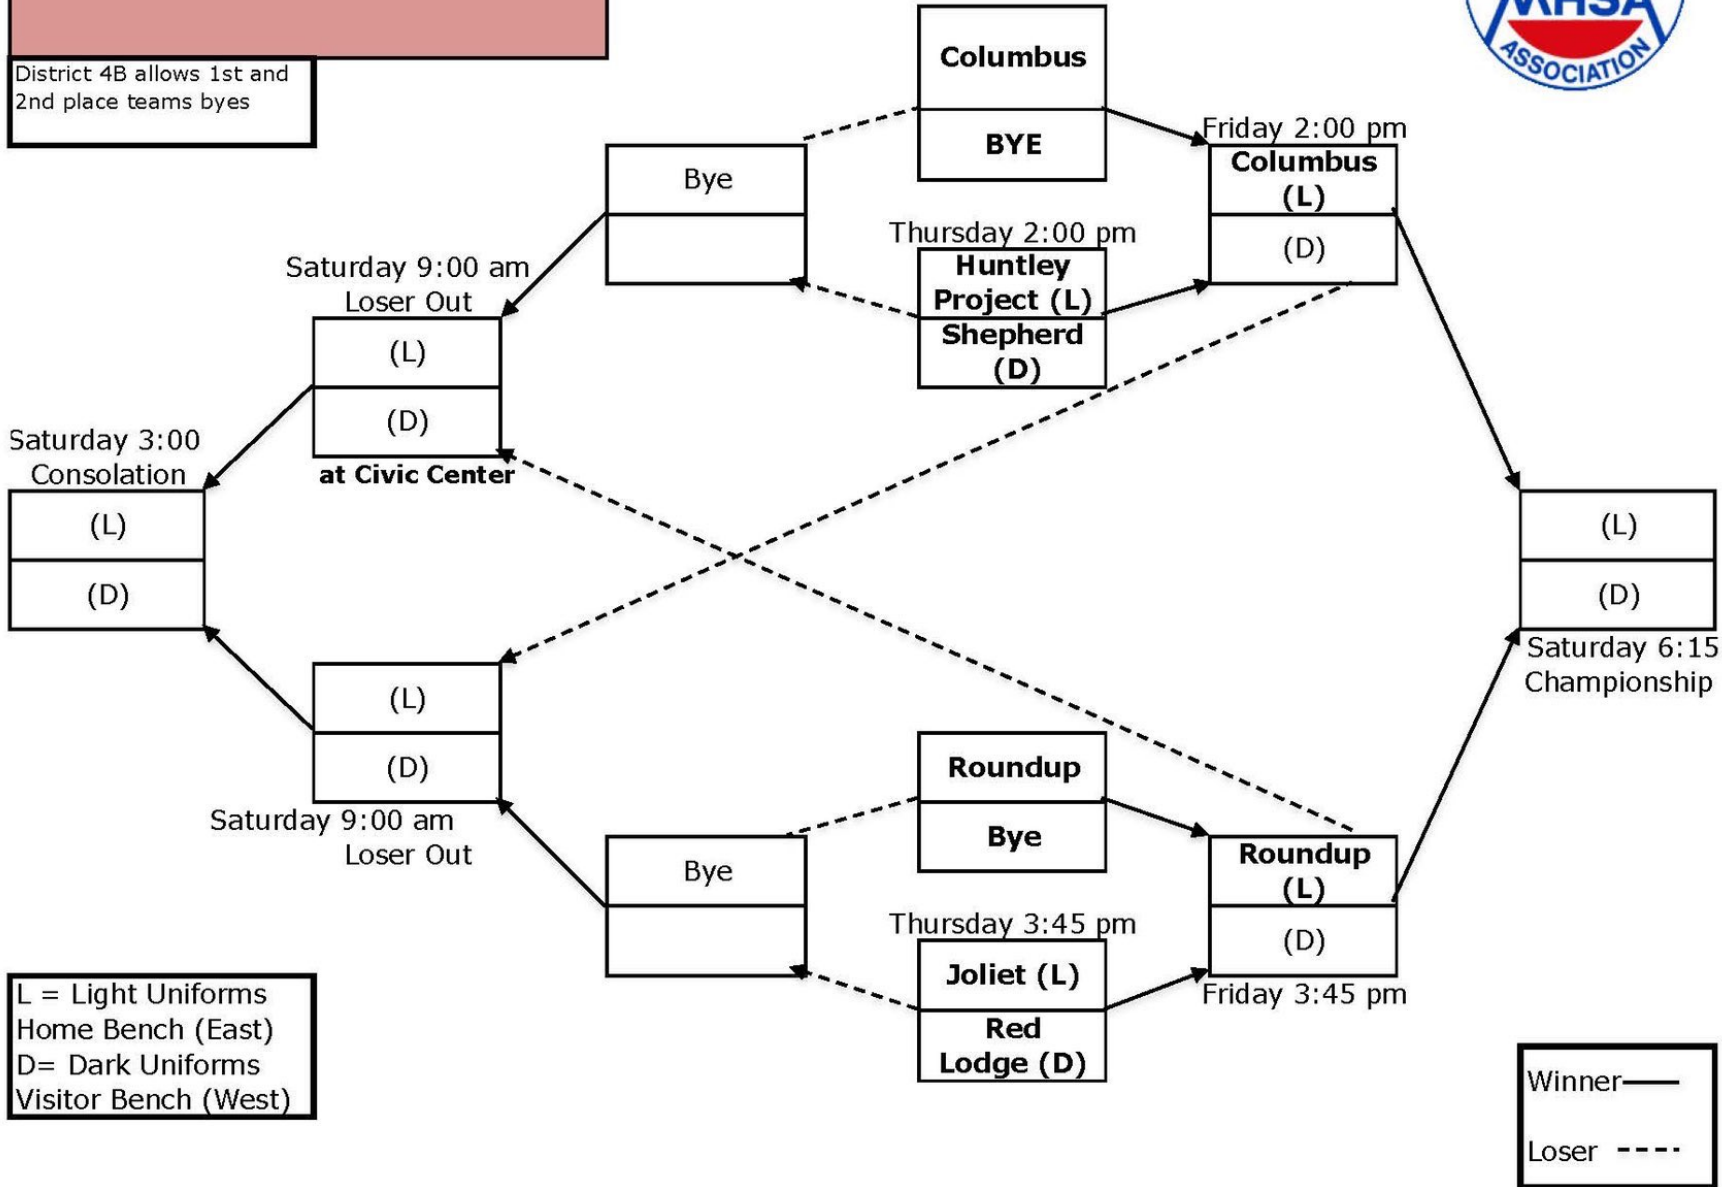 MHSA
ASSOCIATION
District 4B allows 1st and
2nd place teams byes
Columbus
BYE
Friday 2:00 pm
Columbus
(L)
(D)
Bye
Thursday 2:00 pm
Huntley
Project (L)
Shepherd
(D)
Saturday 9:00 am
Loser Out
(L)
(D)
at Civic Center
Saturday 3:00
Consolation
(L)
(D)
(L)
(D)
Saturday 6:15
Championship
(L)
(D)
Saturday 9:00 am
Loser Out
Roundup
Bye
Bye
Roundup
(L)
(D)
Friday 3:45 pm
Thursday 3:45 pm
Joliet (L)
Red
Lodge (D)
L = Light Uniforms
Home Bench (East)
D= Dark Uniforms
Visitor Bench (West)
Winner
Loser